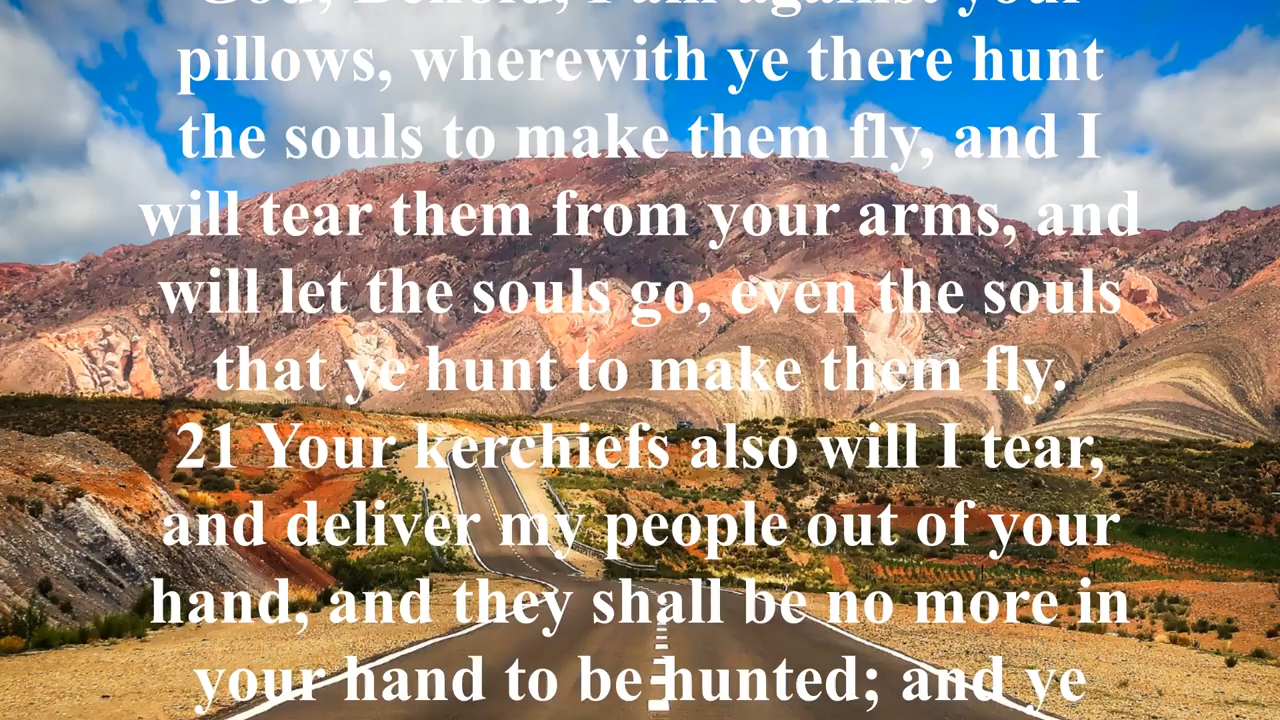 God, Behold, I am against your
pillows, wherewith ye there hunt
the souls to make them fly, and I
will tear them from your arms, and
will let the souls go, even the souls
that ye hunt to make them fly.
21 Your kerchiefs also will I tear,
and deliver my people out of your
hand, and they shall be no more in
your hand to be hunted; and ye